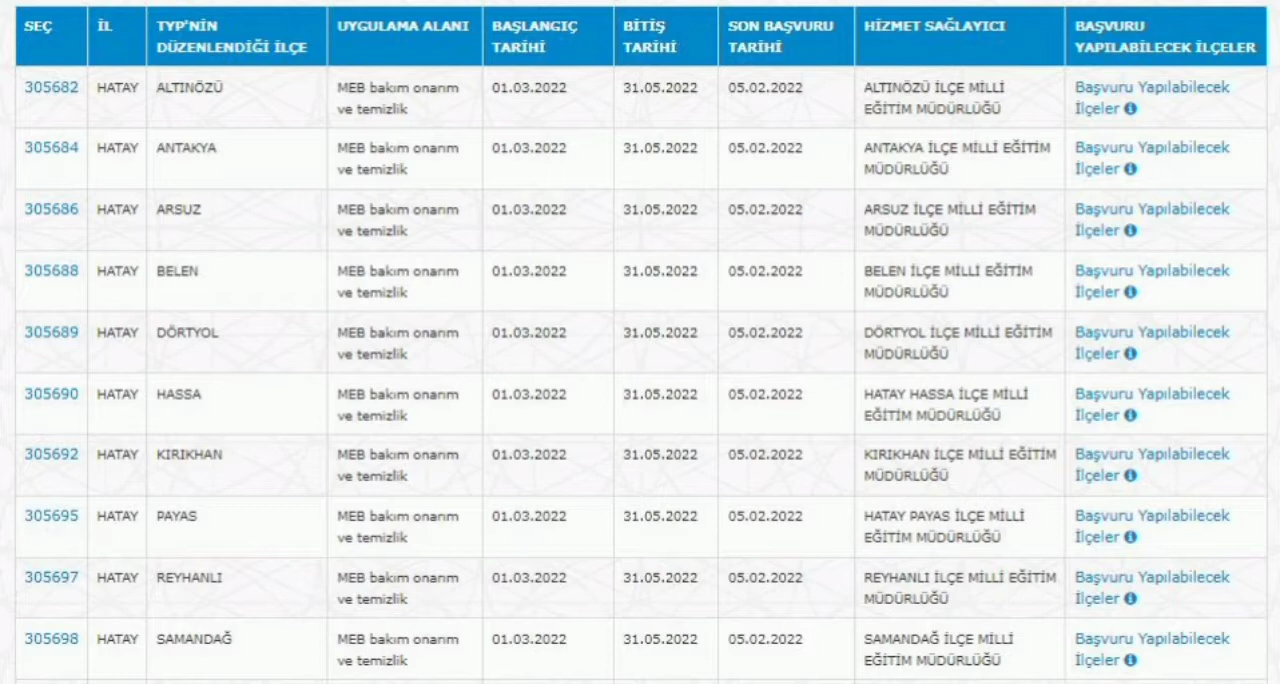 SEÇ İL TYP'NİN DÜZENLENDİĞİ İLÇE UYGULAMA ALANI BAŞLANGIÇ TARİHİ BİTİŞ TARİHİ SON BAŞVURU TARİHİ HİZMET SAĞLAYICI BAŞVURU YAPILABİLECEK İLÇELER
305682 HATAY ALTINÖZÜ MEB bakım onarım 01.03.2022 31.05.2022 05.02.2022 ALTINÖZÜ İLÇE MİLLİ Başvuru Yapılabilecek
ve temizlik EĞİTİM MÜDÜRLÜĞÜ İlçeler
305684 HATAY ANTAKYA MEB bakım onarım 01.03.2022 31.05.2022 05.02.2022 ANTAKYA İLÇE MİLLİ EĞİTİM Başvuru Yapılabilecek
ve temizlik MÜDÜRLÜĞÜ İlçeler
305686 HATAY ARSUZ MEB bakım onarım 01.03.2022 31.05.2022 05.02.2022 ARSUZ İLÇE MİLLİ EĞİTİM Başvuru Yapılabilecek
ve temizlik MÜDÜRLÜĞÜ İlçeler
305688 HATAY BELEN MEB bakım onarım 01.03.2022 31.05.2022 05.02.2022 BELEN İLÇE MİLLİ EĞİTİM Başvuru Yapılabilecek
ve temizlik MÜDÜRLÜĞÜ İlçeler
305689 HATAY DÖRTYOL MEB bakım onarım 01.03.2022 31.05.2022 05.02.2022 DÖRTYOL İLÇE MİLLİ EĞİTİM Başvuru Yapılabilecek
ve temizlik MÜDÜRLÜĞÜ İlçeler
305690 HATAY HASSA MEB bakım onarım 01.03.2022 31.05.2022 05.02.2022 HATAY HASSA İLÇE MİLLİ Başvuru Yapılabilecek
ve temizlik EĞİTİM MÜDÜRLÜĞÜ İlçeler
305692 HATAY KIRIKHAN MEB bakım onarım 01.03.2022 31.05.2022 05.02.2022 KIRIKHAN İLÇE MİLLİ EĞİTİM Başvuru Yapılabilecek
ve temizlik MÜDÜRLÜĞÜ İlçeler
305695 HATAY PAYAS MEB bakım onarım 01.03.2022 31.05.2022 05.02.2022 HATAY PAYAS İLÇE MİLLİ Başvuru Yapılabilecek
ve temizlik EĞİTİM MÜDÜRLÜĞÜ İlçeler
305697 HATAY REYHANLI MEB bakım onarım 01.03.2022 31.05.2022 05.02.2022 REYHANLI İLÇE MİLLİ EĞİTİM Başvuru Yapılabilecek
ve temizlik MÜDÜRLÜĞÜ İlçeler
305698 HATAY SAMANDAĞ MEB bakım onarım 01.03.2022 31.05.2022 05.02.2022 SAMANDAĞ İLÇE MİLLİ Başvuru Yapılabilecek
ve temizlik EĞİTİM MÜDÜRLÜĞÜ İlçeler